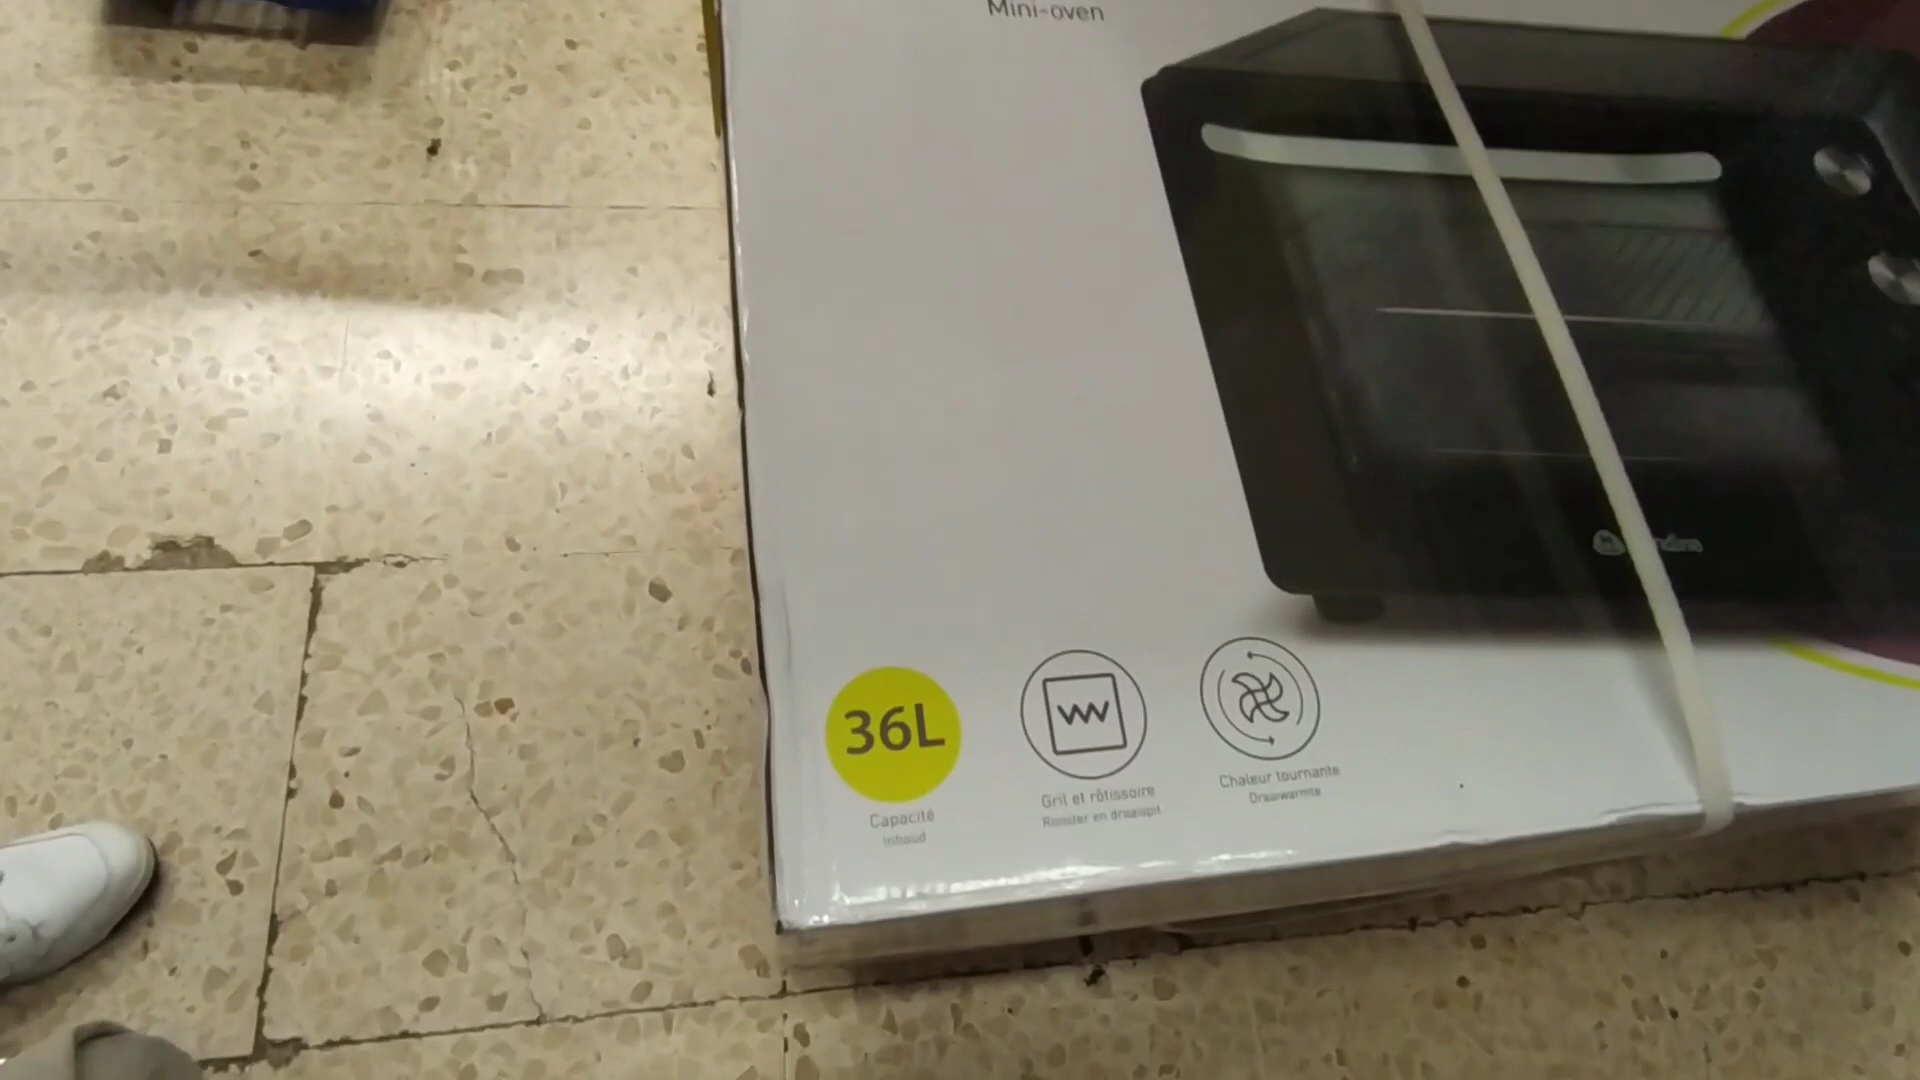 Mini-oven
36L
Capacité
Inhoud
Gril et rôtissoire
Rooster en draaispit
Chaleur tournante
Draaiwarmte